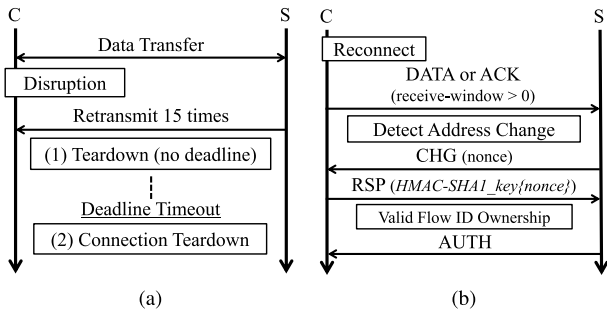 C
S
Data Transfer
Disruption
Retransmit 15 times
(1) Teardown (no deadline)
Deadline Timeout
(2) Connection Teardown
(a)
C
S
Reconnect
DATA or ACK
(receive-window > 0)
Detect Address Change
CHG (nonce)
RSP (HMAC-SHA1_key{nonce})
Valid Flow ID Ownership
AUTH
(b)